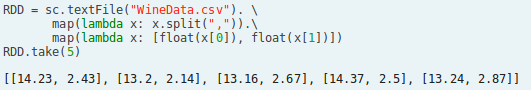 RDD = sc.textFile("WineData.csv"). \
map(lambda x: x.split(",")).\
map(lambda x: [float(x[0]), float(x[1])])
RDD.take(5)
[[14.23, 2.43], [13.2, 2.14], [13.16, 2.67], [14.37, 2.5], [13.24, 2.87]]